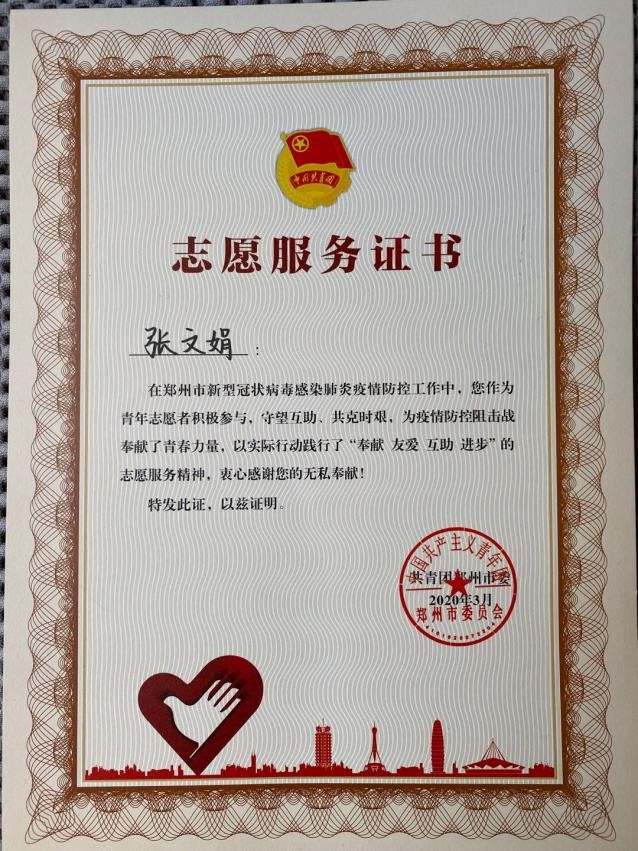 中国共青团
志愿服务证书
张文娟：
在郑州市新型冠状病毒感染肺炎疫情防控工作中，您作为
青年志愿者积极参与，守望互助、共克时艰，为疫情防控阻击战
奉献了青春力量，以实际行动践行了“奉献 友爱 互助 进步”的
志愿服务精神，衷心感谢您的无私奉献！
特发此证，以兹证明。
中国共产主义青年团
共青团郑州市委
2020年3月
郑州市委员会